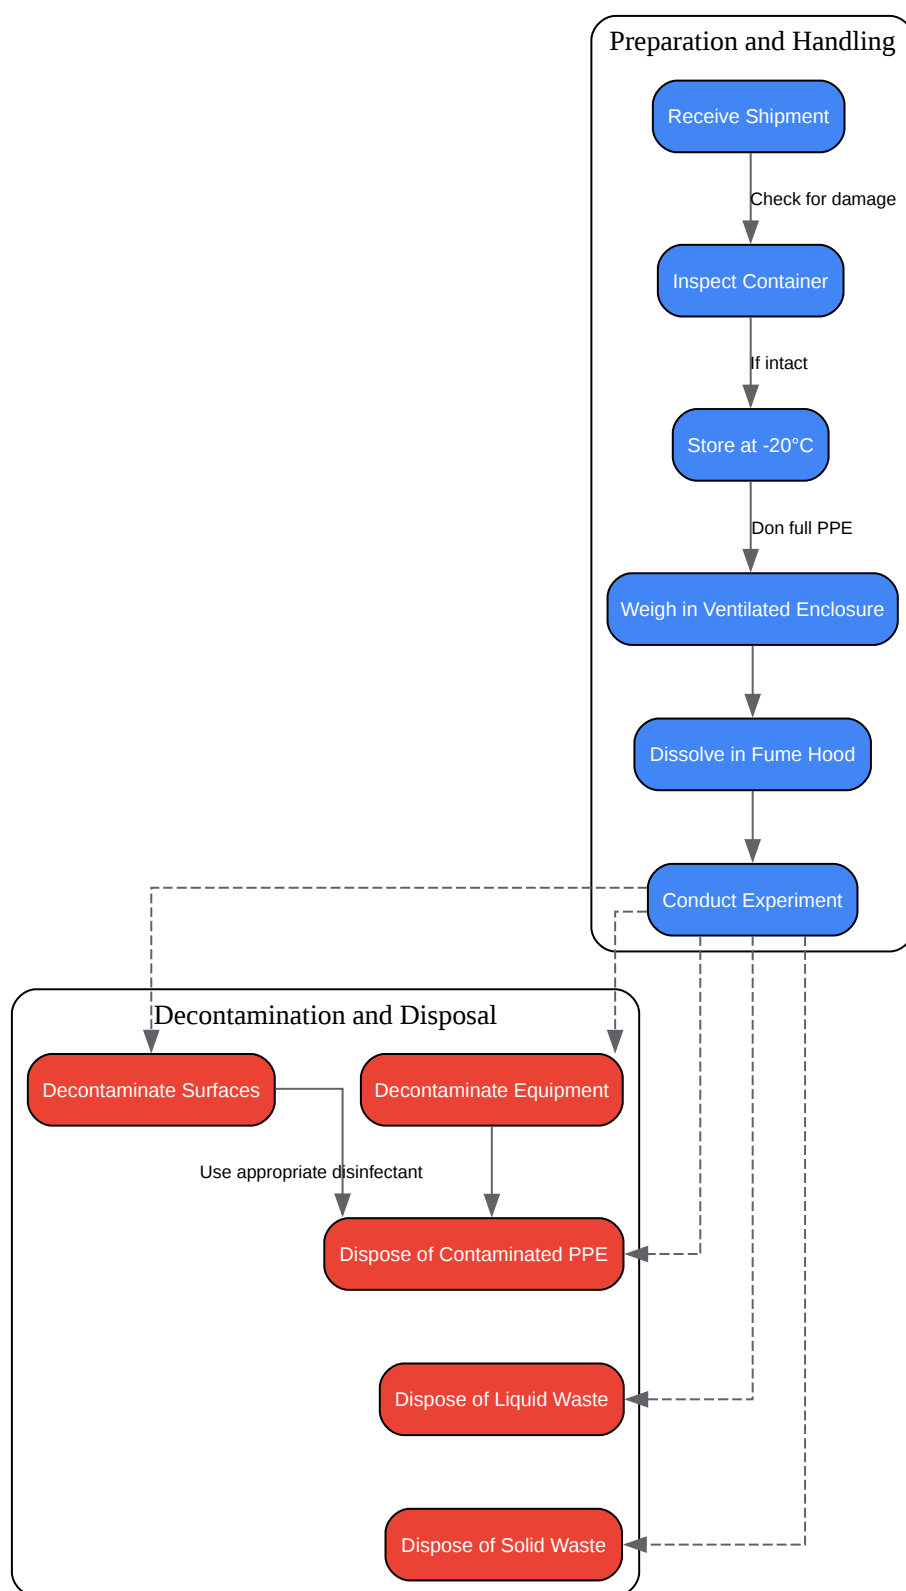 Preparation and Handling
Receive Shipment
Check for damage
Inspect Container
If intact
Store at -20°C
Don full PPE
Weigh in Ventilated Enclosure
Dissolve in Fume Hood
Conduct Experiment
Decontamination and Disposal
Decontaminate Surfaces
Decontaminate Equipment
Use appropriate disinfectant
Dispose of Contaminated PPE
Dispose of Liquid Waste
Dispose of Solid Waste